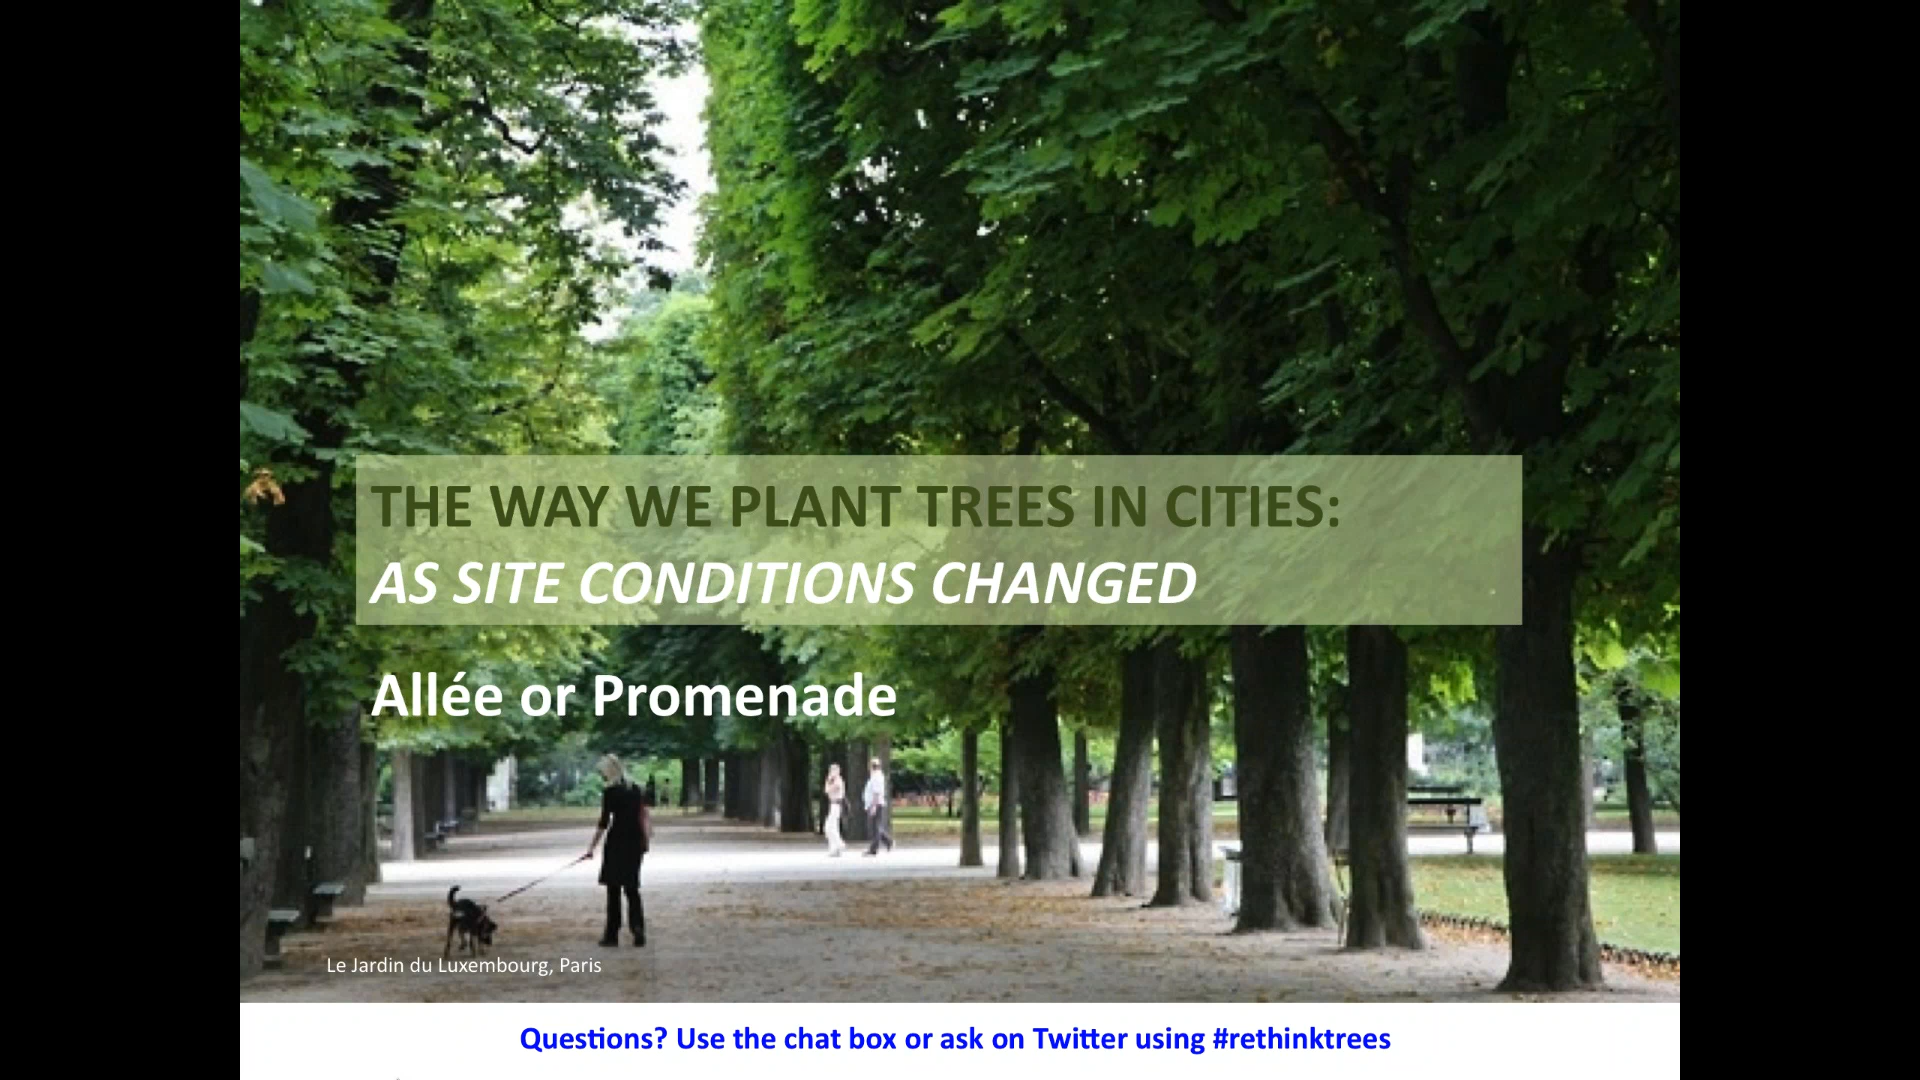 THE WAY WE PLANT TREES IN CITIES:
AS SITE CONDITIONS CHANGED
Allée or Promenade
Le Jardin du Luxembourg, Paris
Questions? Use the chat box or ask on Twitter using #rethinktrees